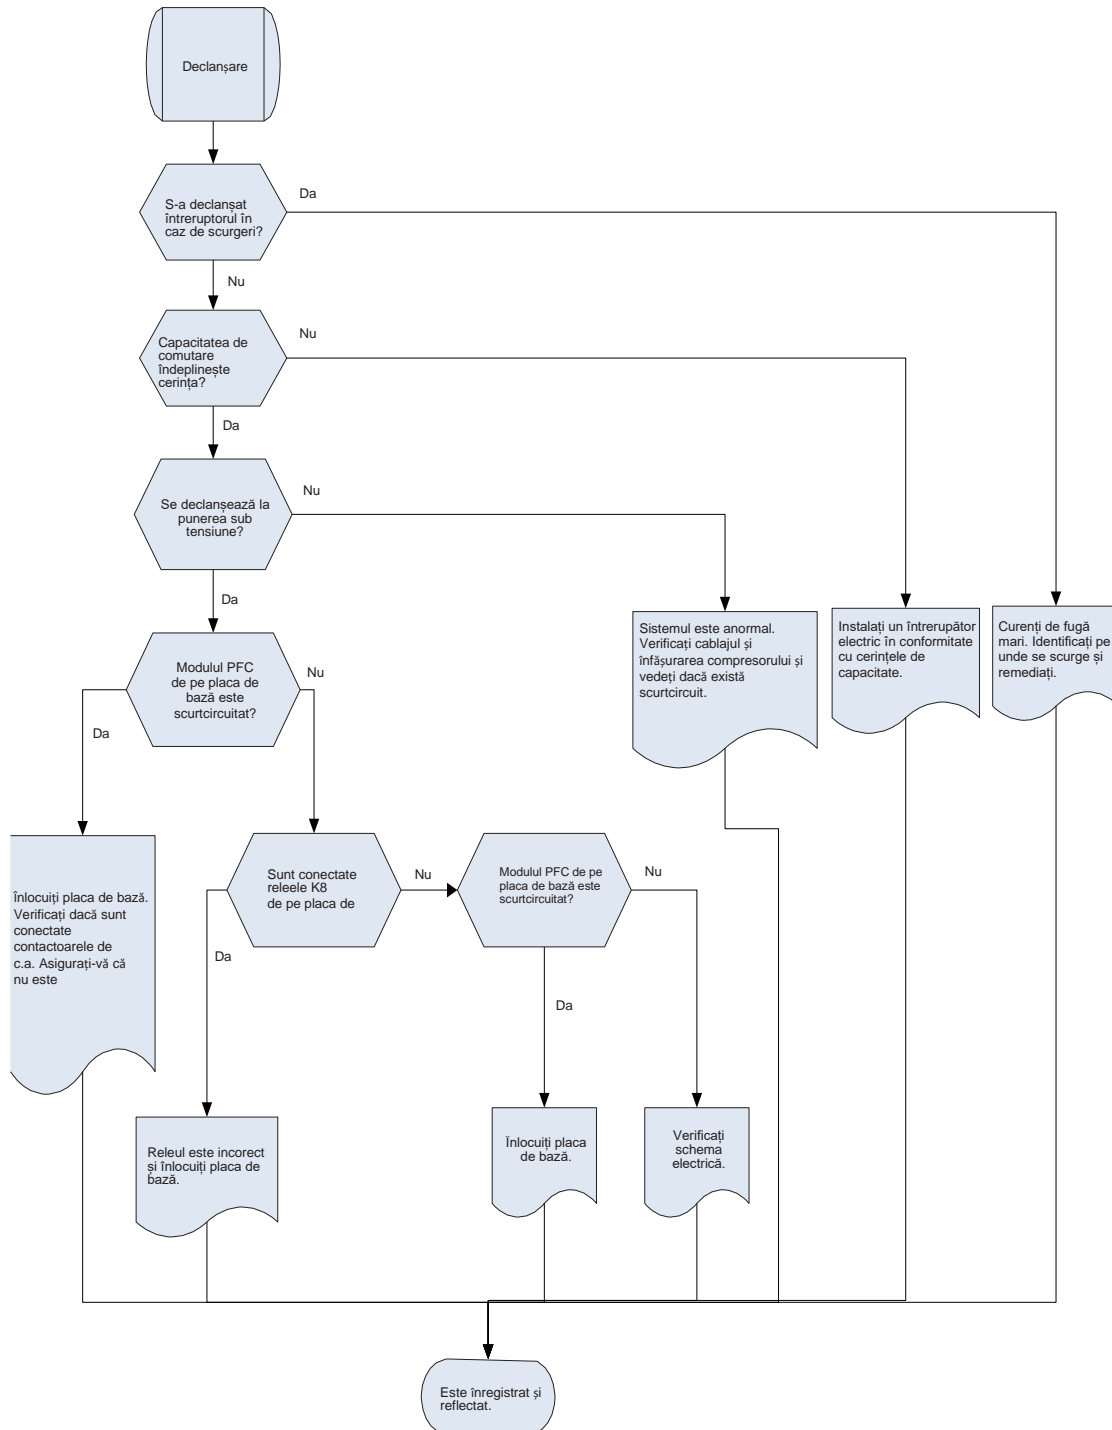 Declanșare
S-a declanșat
întreruptorul în
caz de scurgeri?
Da
Nu
Capacitatea de
comutare
îndeplinește
cerința?
Nu
Da
Se declanșează la
punerea sub
tensiune?
Nu
Da
Modulul PFC
de pe placa de
bază este
scurtcircuitat?
Nu
Da
Sistemul este anormal.
Verificați cablajul și
înfășurarea compresorului și
vedeți dacă există
scurtcircuit.
Instalați un întrerupător
electric în conformitate
cu cerințele de
capacitate.
Curenți de fugă
mari. Identificați pe
unde se scurge și
remediați.
Înlocuiți placa de bază.
Verificați dacă sunt
conectate
contactoarele de
c.a. Asigurați-vă că
nu este
Sunt conectate
releele K8
de pe placa de
Nu
Da
Modulul PFC de pe
placa de bază este
scurtcircuitat?
Nu
Da
Releul este incorect
și înlocuiți placa de
bază.
Înlocuiți placa
de bază.
Verificați
schema
electrică.
Este înregistrat și
reflectat.